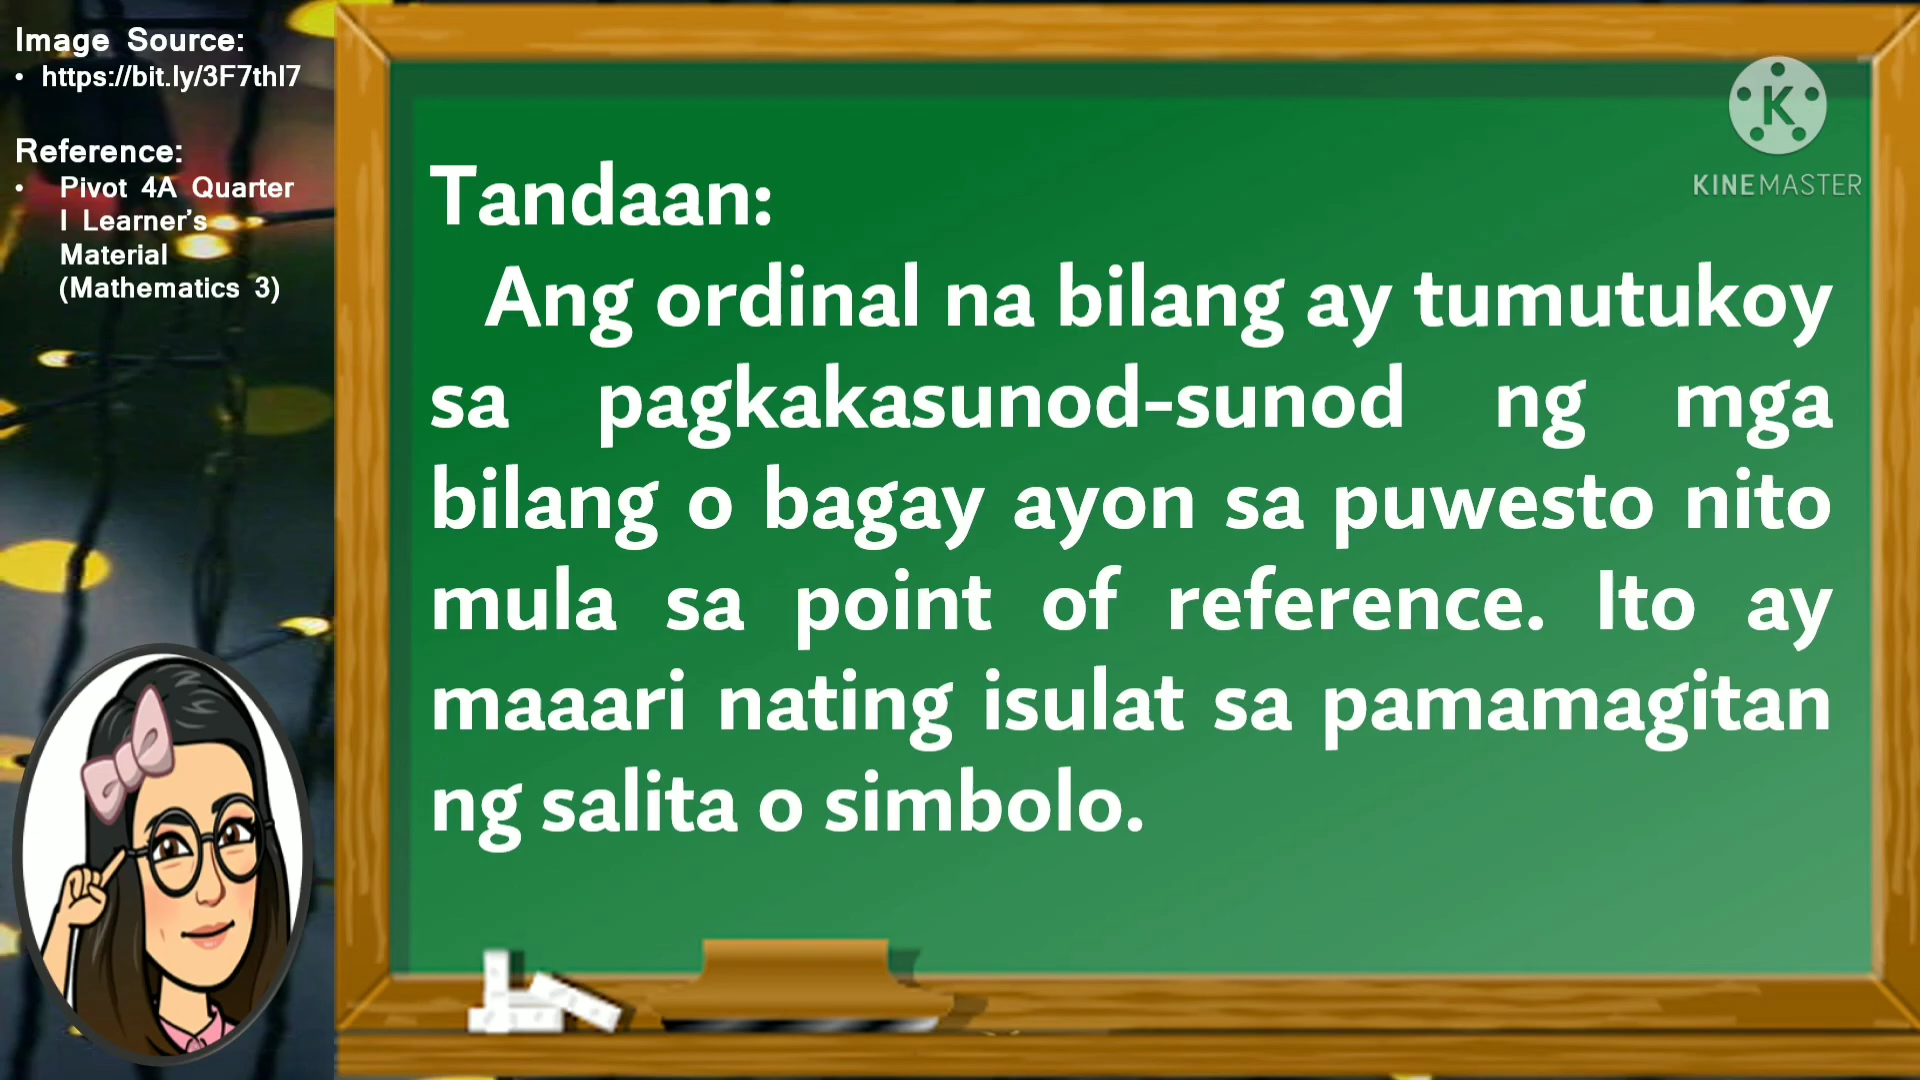 Image Source:
• https://bit.ly/3F7thI7
Reference:
• Pivot 4A Quarter
I Learner's
Material
(Mathematics 3)
K
KINEMASTER
Tandaan:
Ang ordinal na bilang ay tumutukoy
sa pagkakasunod-sunod ng mga
bilang o bagay ayon sa puwesto nito
mula sa point of reference. Ito ay
maaari nating isulat sa pamamagitan
ng salita o simbolo.